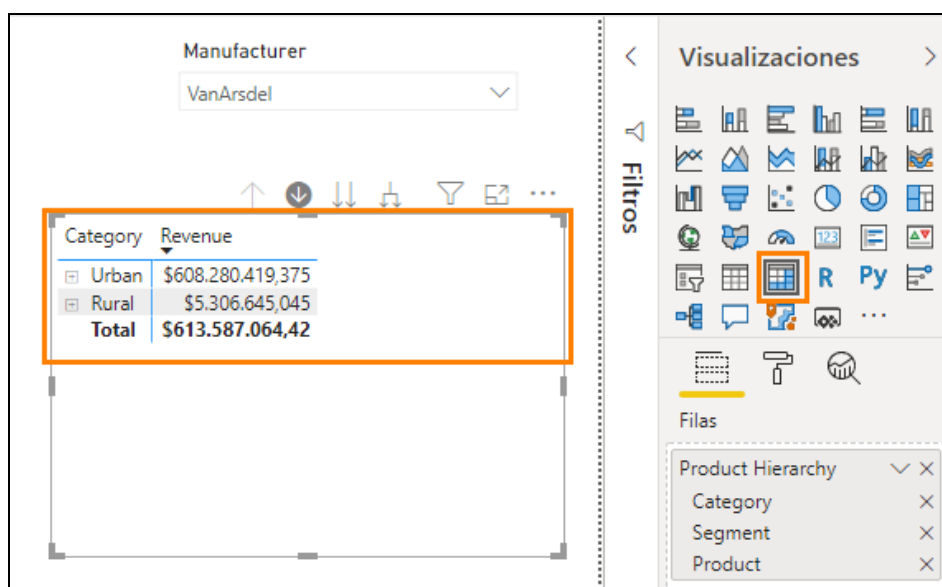 Manufacturer
VanArsdel
Category Revenue
Urban $608.280.419,375
Rural $5.306.645,045
Total $613.587.064,42
Filtros
Visualizaciones
123
R Py
Filas
Product Hierarchy
Category
Segment
Product